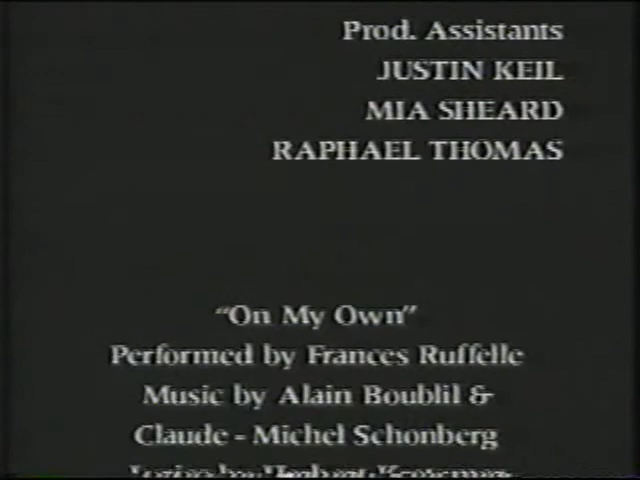 Prod. Assistants
JUSTIN KEIL
MIA SHEARD
RAPHAEL THOMAS
"On My Own"
Performed by Frances Ruffelle
Music by Alain Boublil &
Claude - Michel Schonberg